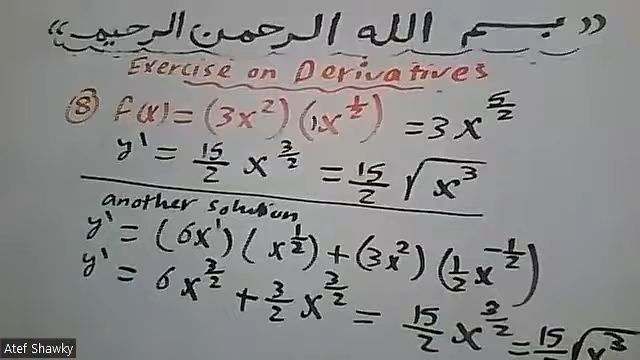 « بسم الله الرحمن الرحيم »
Exercise on Derivatives
⑧ f(x) = (3x²)(1x^½) = 3x^(5/2)
y' = 15/2 x^(3/2) = 15/2 √x³
another solution
y' = (6x¹)(x^½) + (3x²)(½x^(-½))
y' = 6x^(3/2) + 3/2 x^(3/2) = 15/2 x^(3/2) = 15/2 √x³
Atef Shawky